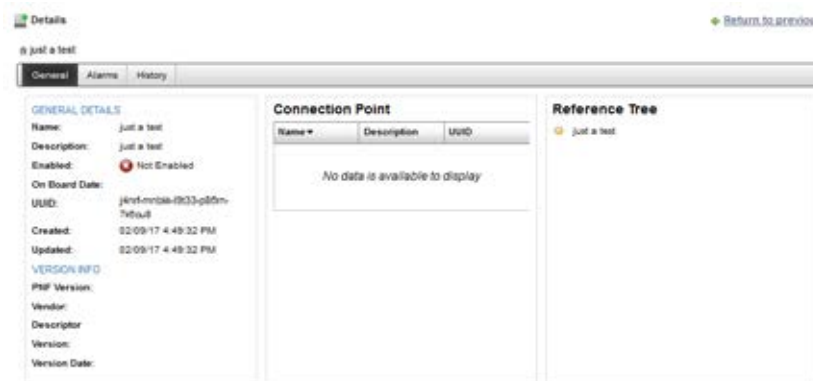 Details
Return to previou
just a test
General Alarms History
GENERAL DETAILS
Name: just a test
Description: just a test
Enabled: Not Enabled
On Board Date:
UUID:
Created: 02/09/17 4:49:32 PM
Updated: 02/09/17 4:49:32 PM
VERSION INFO
PNF Version:
Vendor:
Descriptor
Version:
Version Date:
Connection Point
Name Description UUID
No data is available to display
Reference Tree
just a test